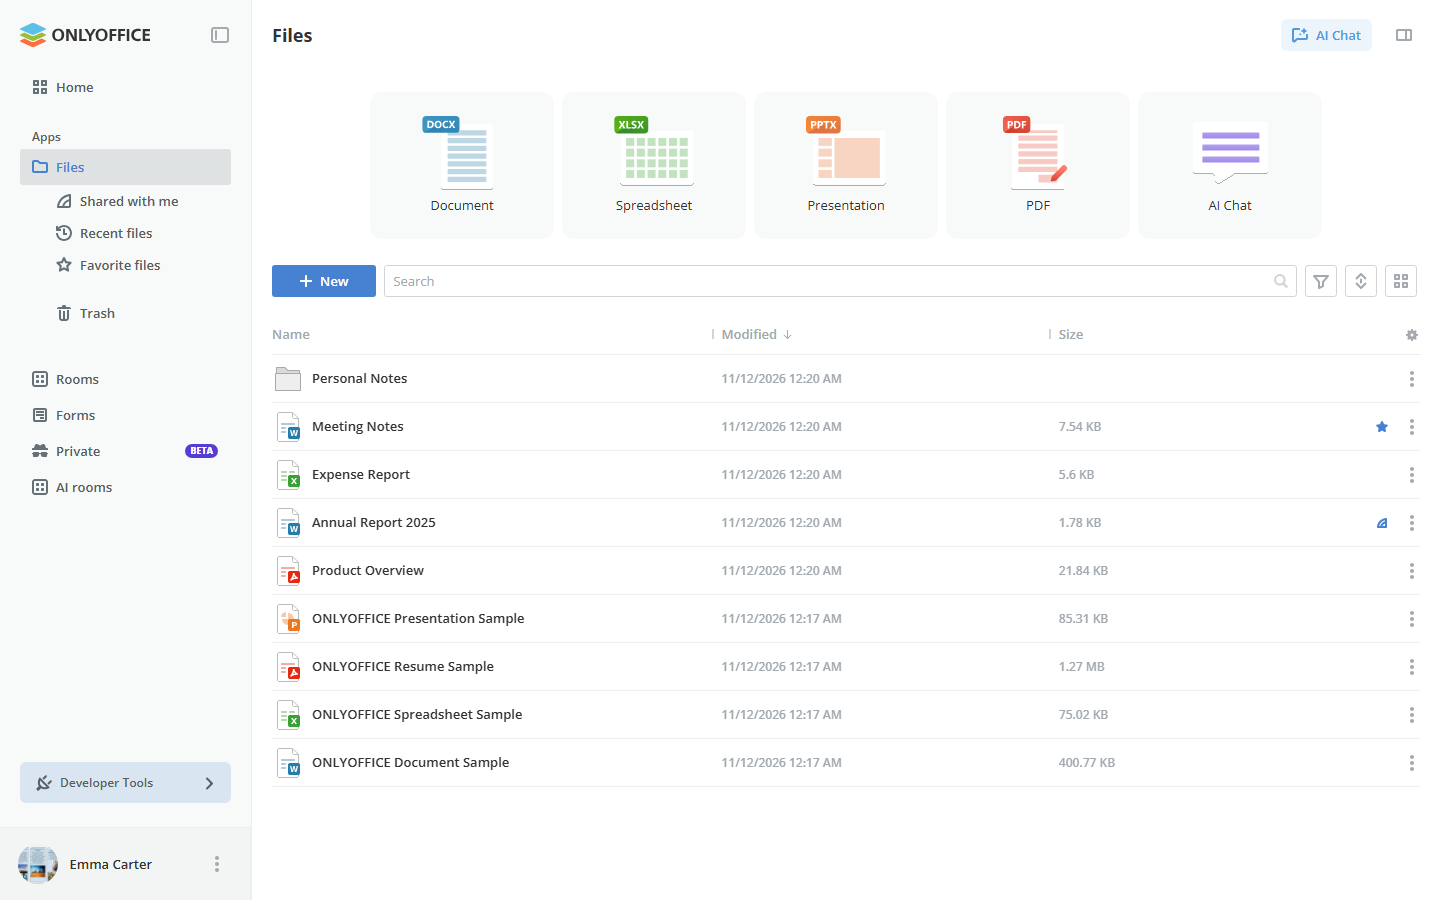 ONLYOFFICE
Home
Apps
Files
Shared with me
Recent files
Favorite files
Trash
Rooms
Forms
Private BETA
AI rooms
Developer Tools
Emma Carter
Files
AI Chat
DOCX
Document
XLSX
Spreadsheet
PPTX
Presentation
PDF
PDF
AI Chat
New
Search
Name Modified Size
Personal Notes 11/12/2026 12:20 AM
Meeting Notes 11/12/2026 12:20 AM 7.54 KB
Expense Report 11/12/2026 12:20 AM 5.6 KB
Annual Report 2025 11/12/2026 12:20 AM 1.78 KB
Product Overview 11/12/2026 12:20 AM 21.84 KB
ONLYOFFICE Presentation Sample 11/12/2026 12:17 AM 85.31 KB
ONLYOFFICE Resume Sample 11/12/2026 12:17 AM 1.27 MB
ONLYOFFICE Spreadsheet Sample 11/12/2026 12:17 AM 75.02 KB
ONLYOFFICE Document Sample 11/12/2026 12:17 AM 400.77 KB